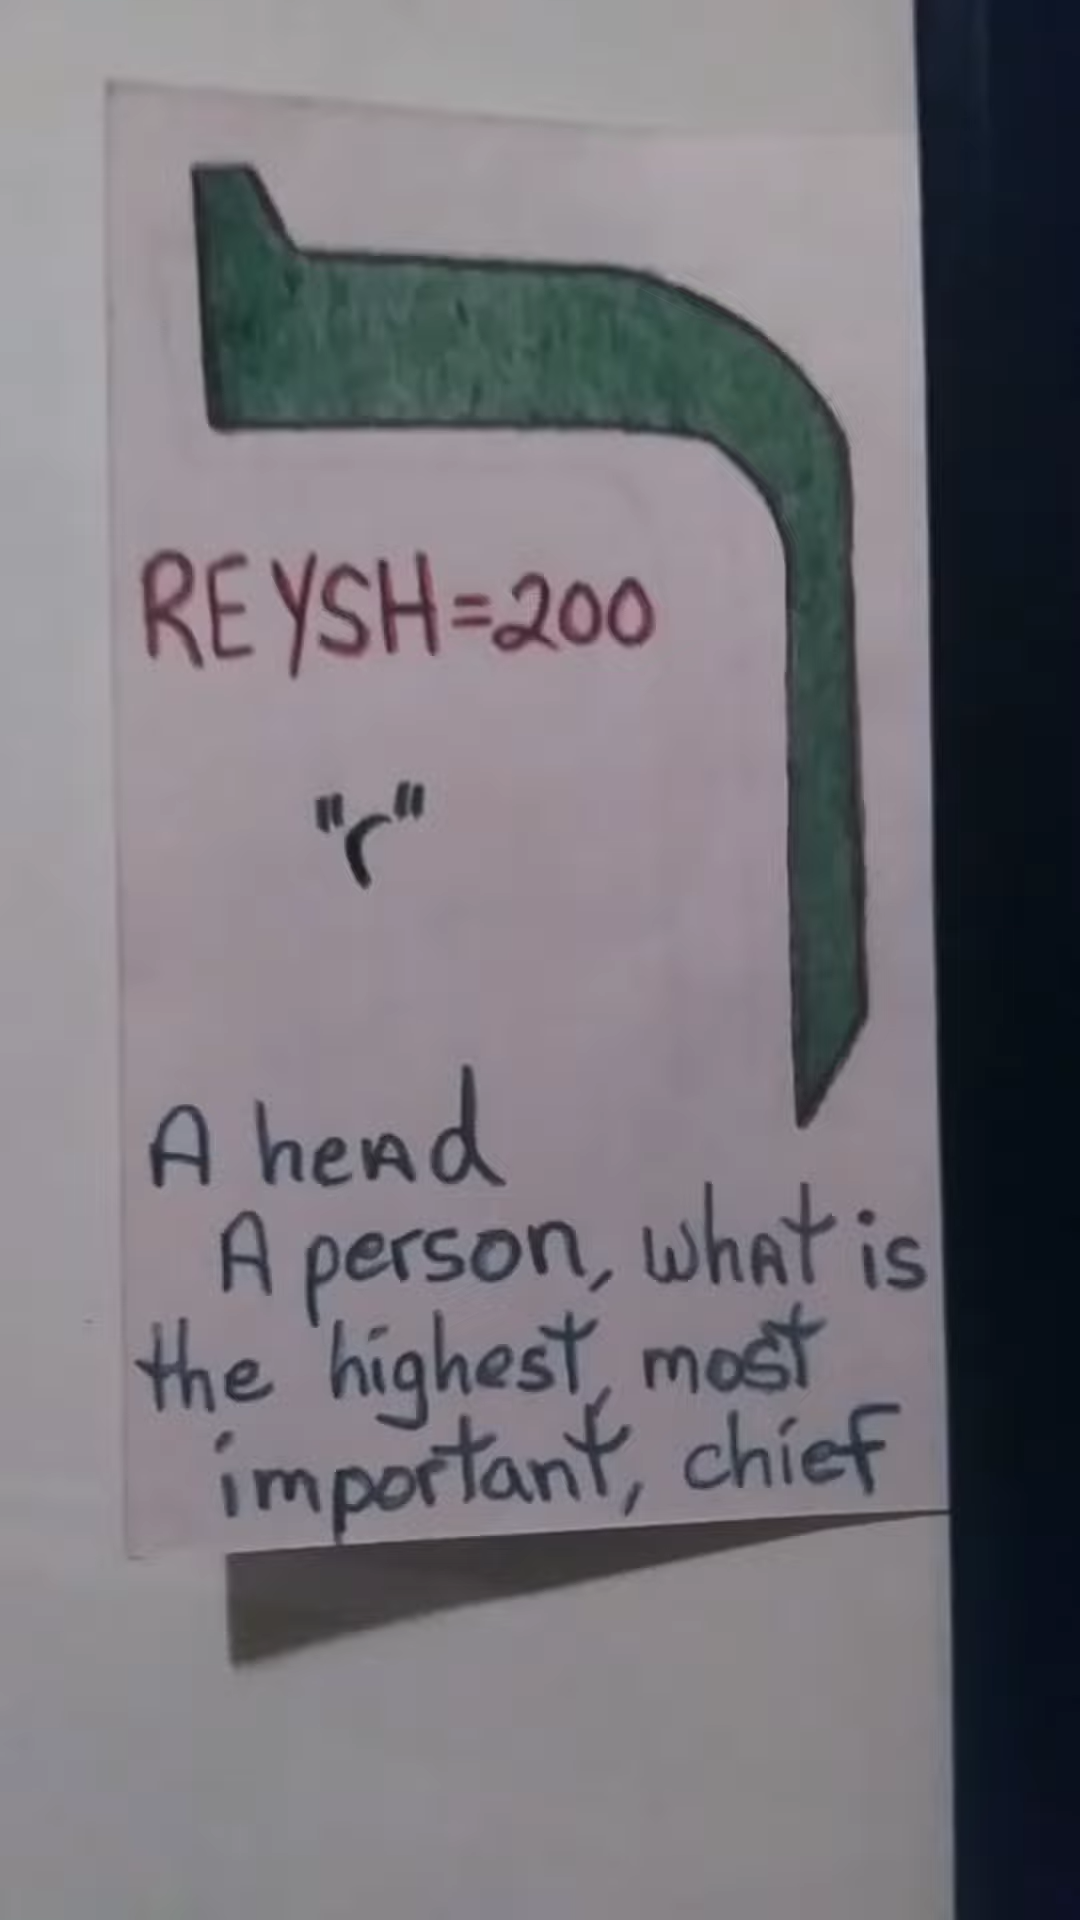 ר
REYSH=200
"r"
A head
A person, what is
the highest, most
important, chief